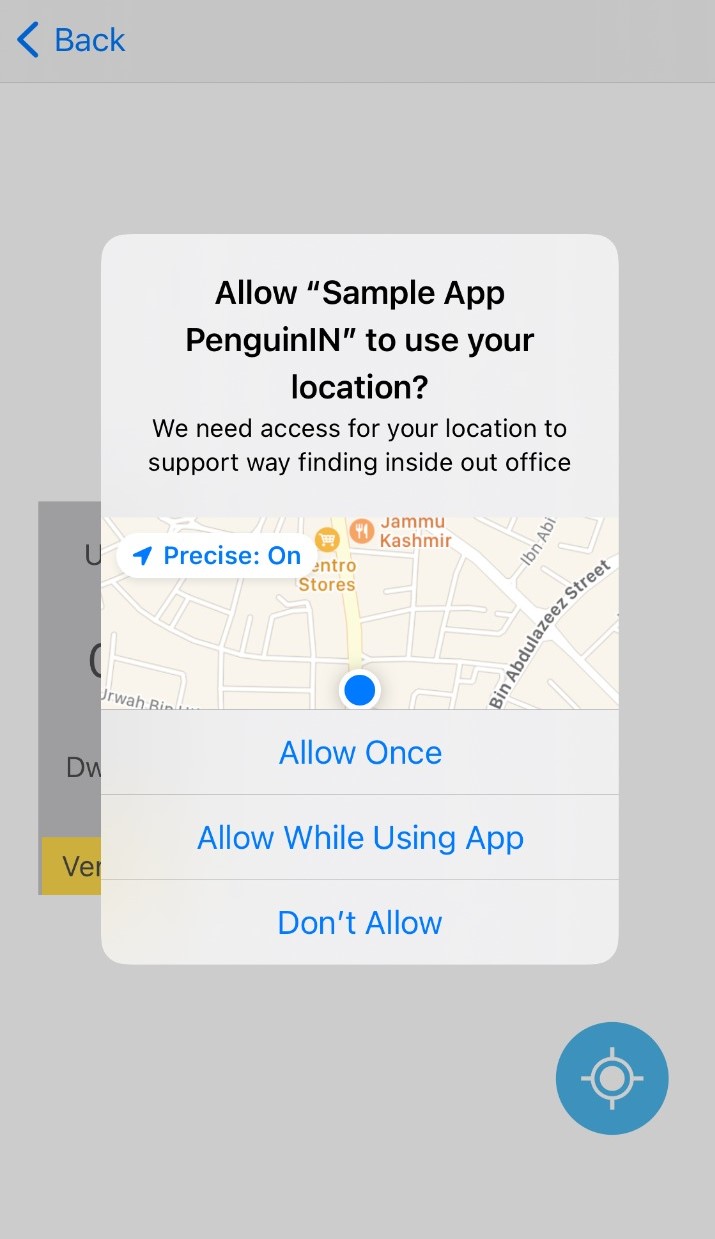 Back
Allow “Sample App
PenguinIN” to use your
location?
We need access for your location to
support way finding inside out office
Precise: On
Jammu
Kashmir
entro
Stores
Ibn Abi
Bin Abdulazeez Street
Urwah Bin
Dw
Ver
Allow Once
Allow While Using App
Don’t Allow